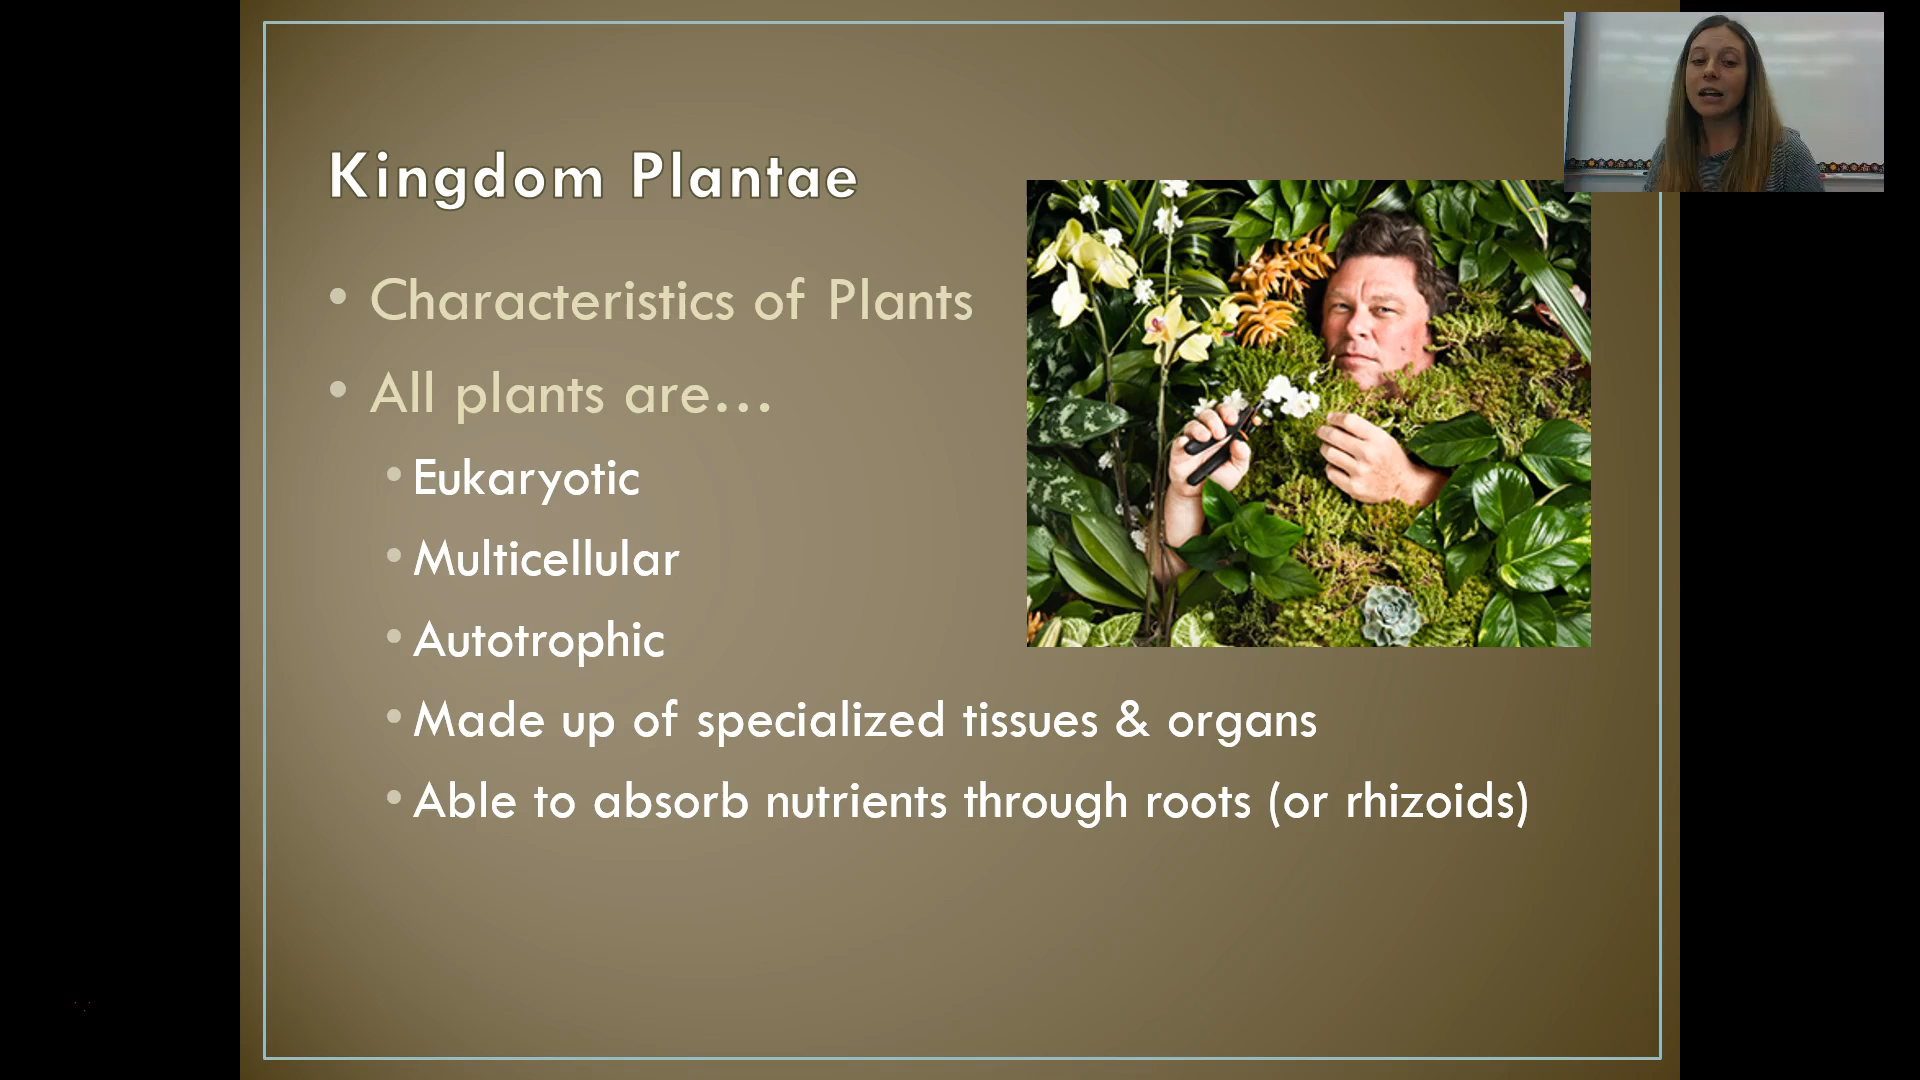 Kingdom Plantae
• Characteristics of Plants
• All plants are…
• Eukaryotic
• Multicellular
• Autotrophic
• Made up of specialized tissues & organs
• Able to absorb nutrients through roots (or rhizoids)